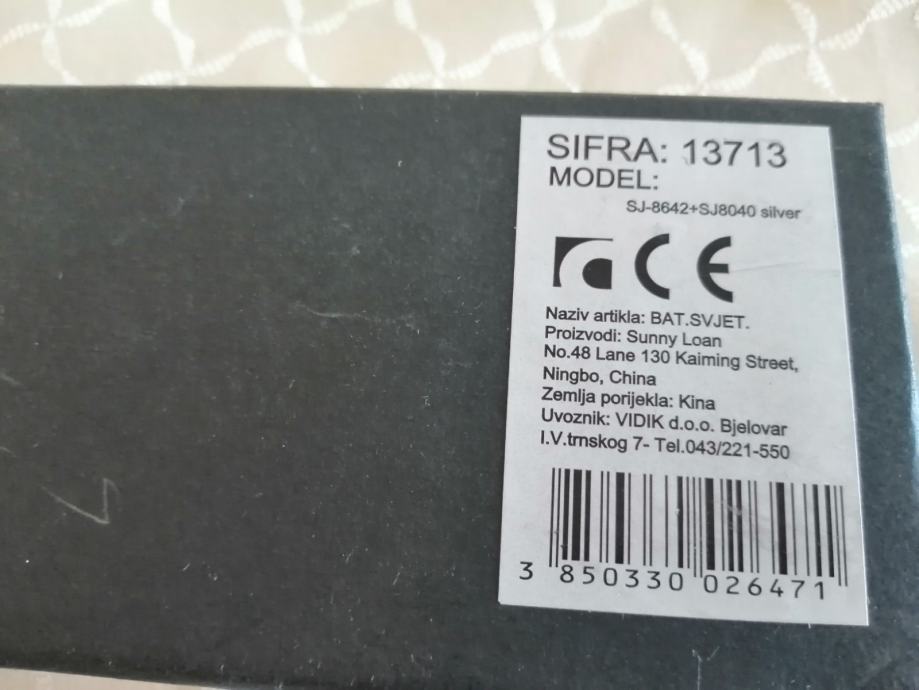 SIFRA: 13713
MODEL:
SJ-8642+SJ8040 silver
CE
Naziv artikla: BAT.SVJET.
Proizvodi: Sunny Loan
No.48 Lane 130 Kaiming Street,
Ningbo, China
Zemlja porijekla: Kina
Uvoznik: VIDIK d.o.o. Bjelovar
I.V.trnskog 7- Tel.043/221-550
3 850330 026471